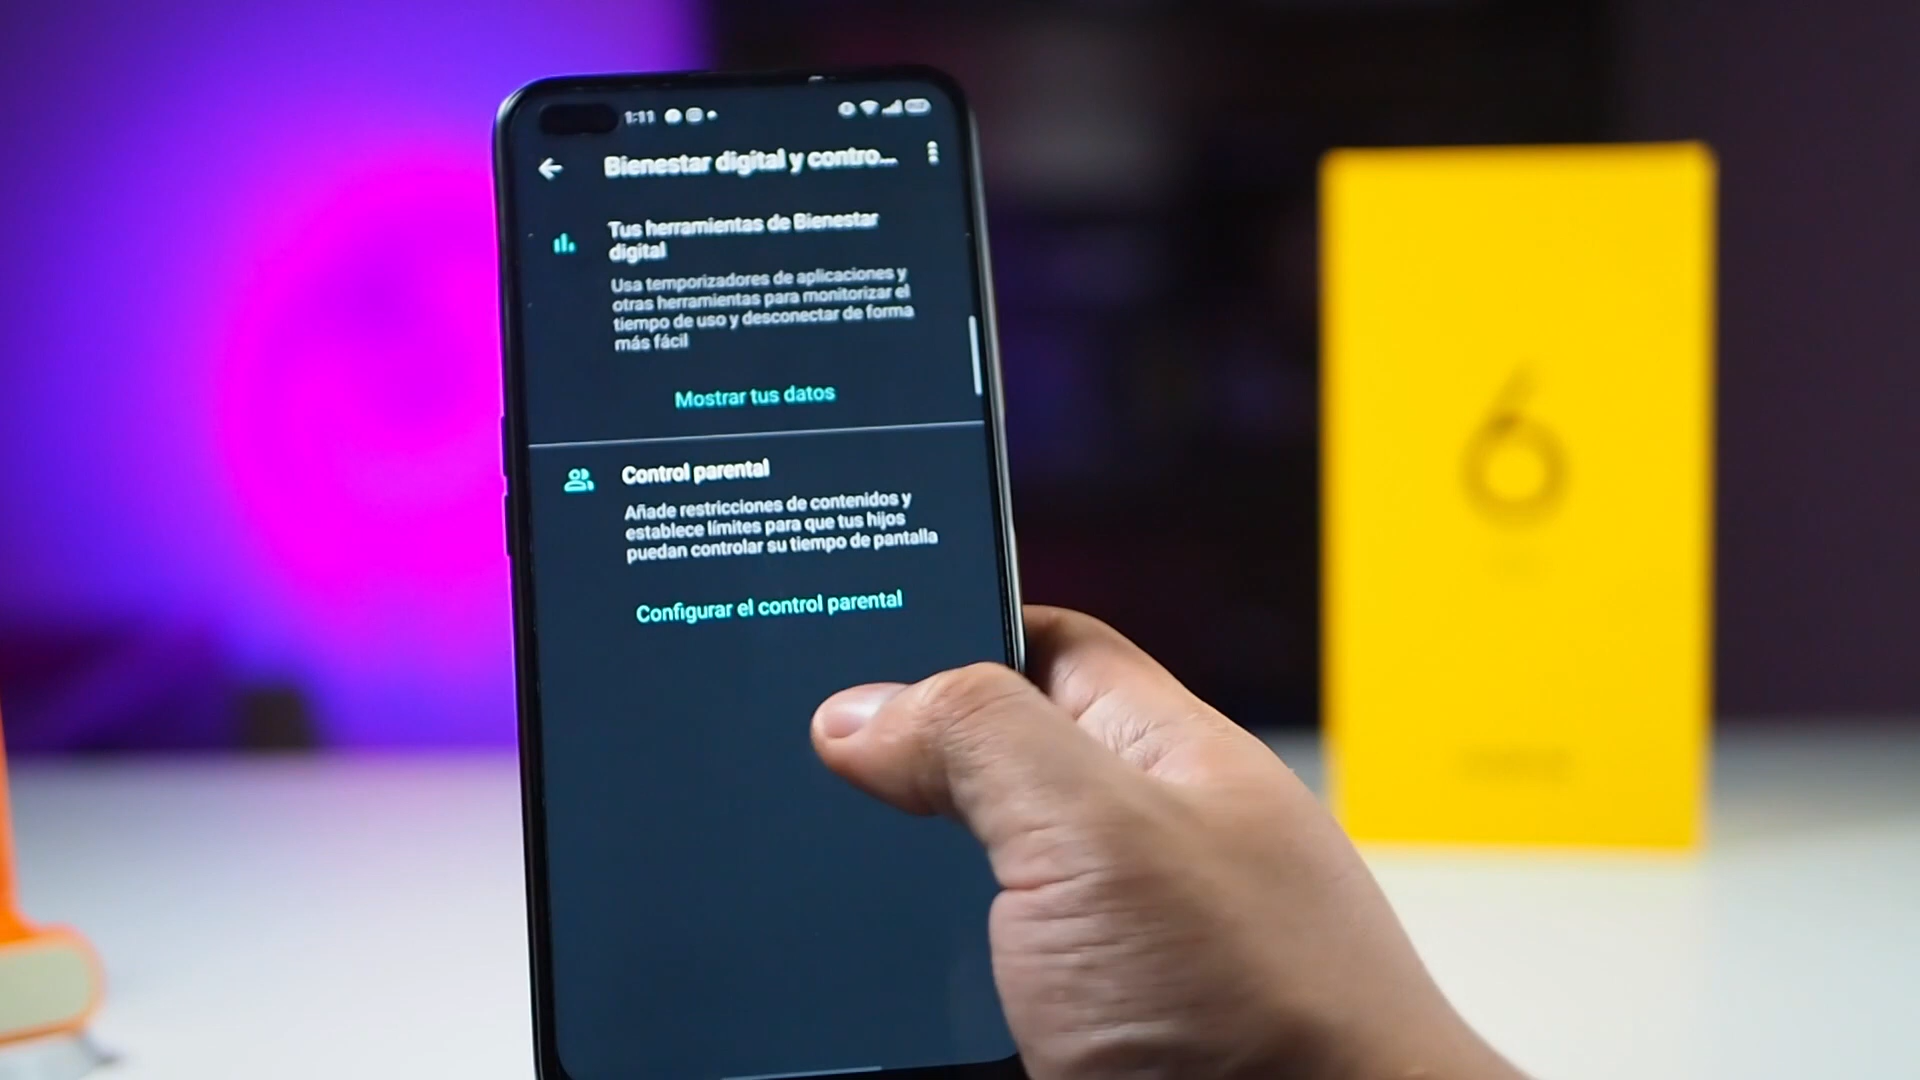 1:11
Bienestar digital y contro...
Tus herramientas de Bienestar
digital
Usa temporizadores de aplicaciones y
otras herramientas para monitorizar el
tiempo de uso y desconectar de forma
más fácil
Mostrar tus datos
Control parental
Añade restricciones de contenidos y
establece límites para que tus hijos
puedan controlar su tiempo de pantalla
Configurar el control parental
6